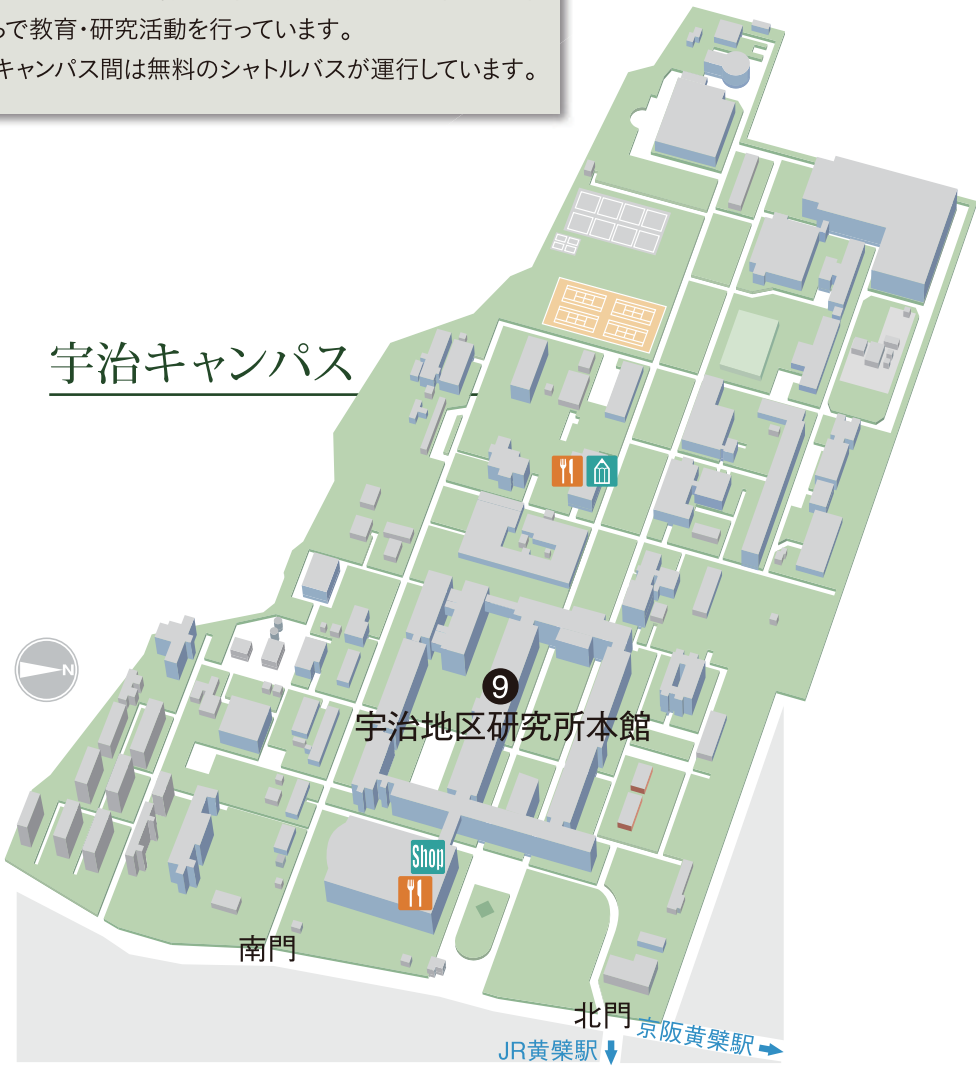 で教育・研究活動を行っています。
キャンパス間は無料のシャトルバスが運行しています。
宇治キャンパス
N
9
宇治地区研究所本館
Shop
南門
北門
京阪黄檗駅
JR黄檗駅